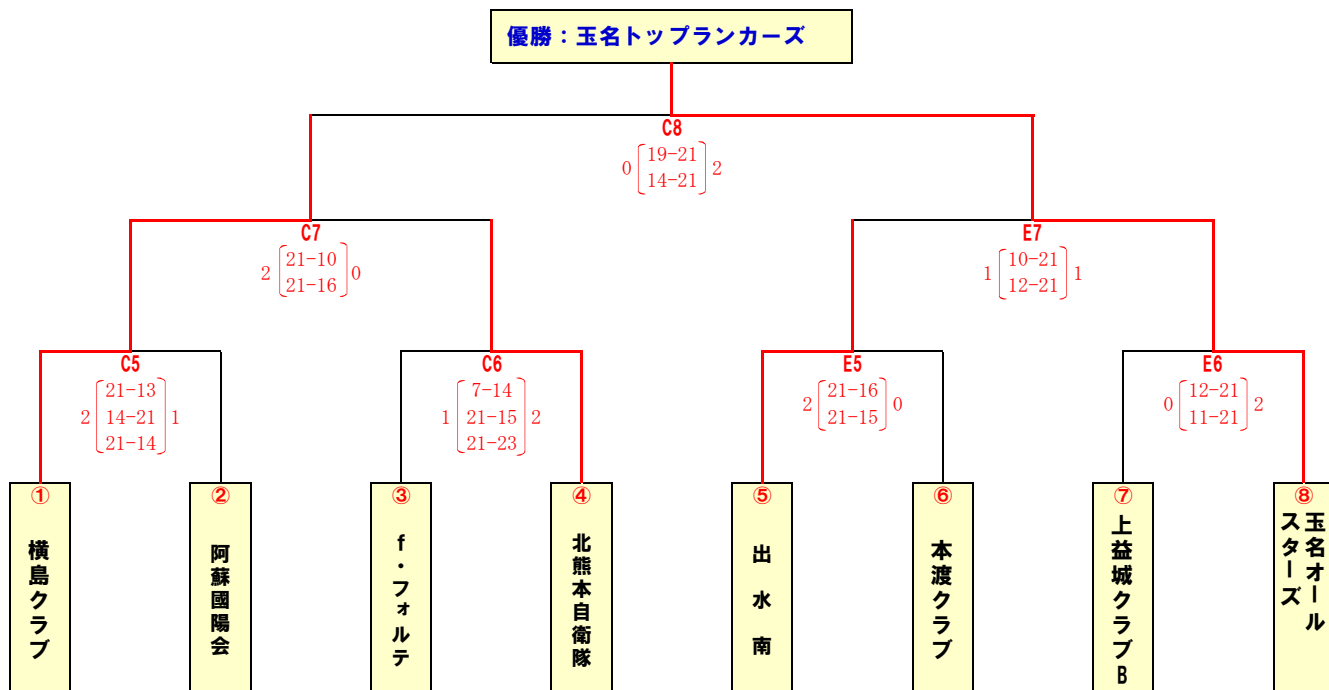 優勝：玉名トップランカーズ
C8
0 19-21 2
14-21
C7
2 21-10 0
21-16
E7
1 10-21 1
12-21
C5
2 21-13 1
14-21
21-14
C6
1 7-14 2
21-15
21-23
E5
2 21-16 0
21-15
E6
0 12-21 2
11-21
①
横島クラブ
②
阿蘇國陽会
③
f・フォルテ
④
北熊本自衛隊
⑤
出水南
⑥
本渡クラブ
⑦
上益城クラブB
⑧
玉名オール
スターズ